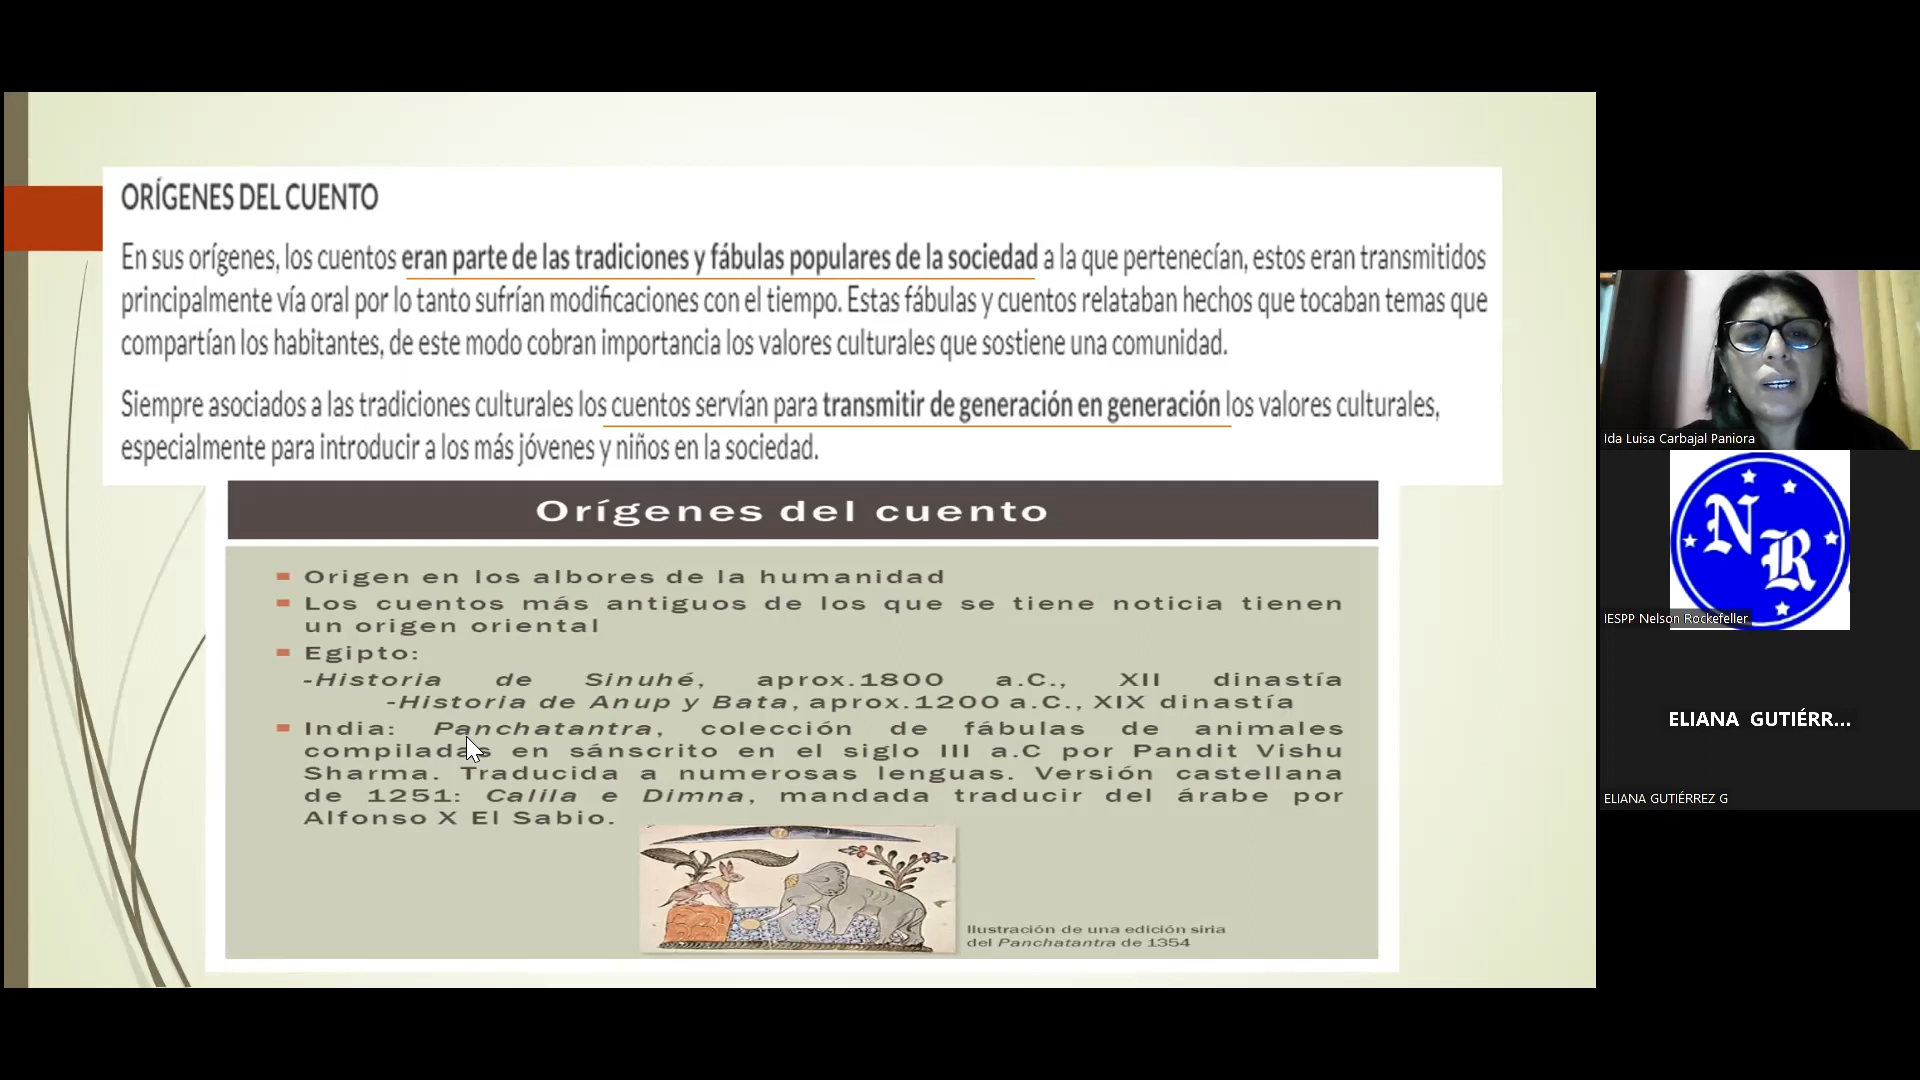 ORÍGENES DEL CUENTO
En sus orígenes, los cuentos eran parte de las tradiciones y fábulas populares de la sociedad a la que pertenecían, estos eran transmitidos
principalmente vía oral por lo tanto sufrían modificaciones con el tiempo. Estas fábulas y cuentos relataban hechos que tocaban temas que
compartían los habitantes, de este modo cobran importancia los valores culturales que sostiene una comunidad.
Siempre asociados a las tradiciones culturales los cuentos servían para transmitir de generación en generación los valores culturales,
especialmente para introducir a los más jóvenes y niños en la sociedad.
Orígenes del cuento
Origen en los albores de la humanidad
Los cuentos más antiguos de los que se tiene noticia tienen
un origen oriental
Egipto:
-Historia de Sinuhé, aprox.1800 a.C., XII dinastía
-Historia de Anup y Bata, aprox.1200 a.C., XIX dinastía
India: Panchatantra, colección de fábulas de animales
compiladas en sánscrito en el siglo III a.C por Pandit Vishu
Sharma. Traducida a numerosas lenguas. Versión castellana
de 1251: Calila e Dimna, mandada traducir del árabe por
Alfonso X El Sabio.
Ilustración de una edición siria
del Panchatantra de 1354
Ida Luisa Carbajal Paniora
N
R
IESPP Nelson Rockefeller
ELIANA GUTIÉRR...
ELIANA GUTIÉRREZ G